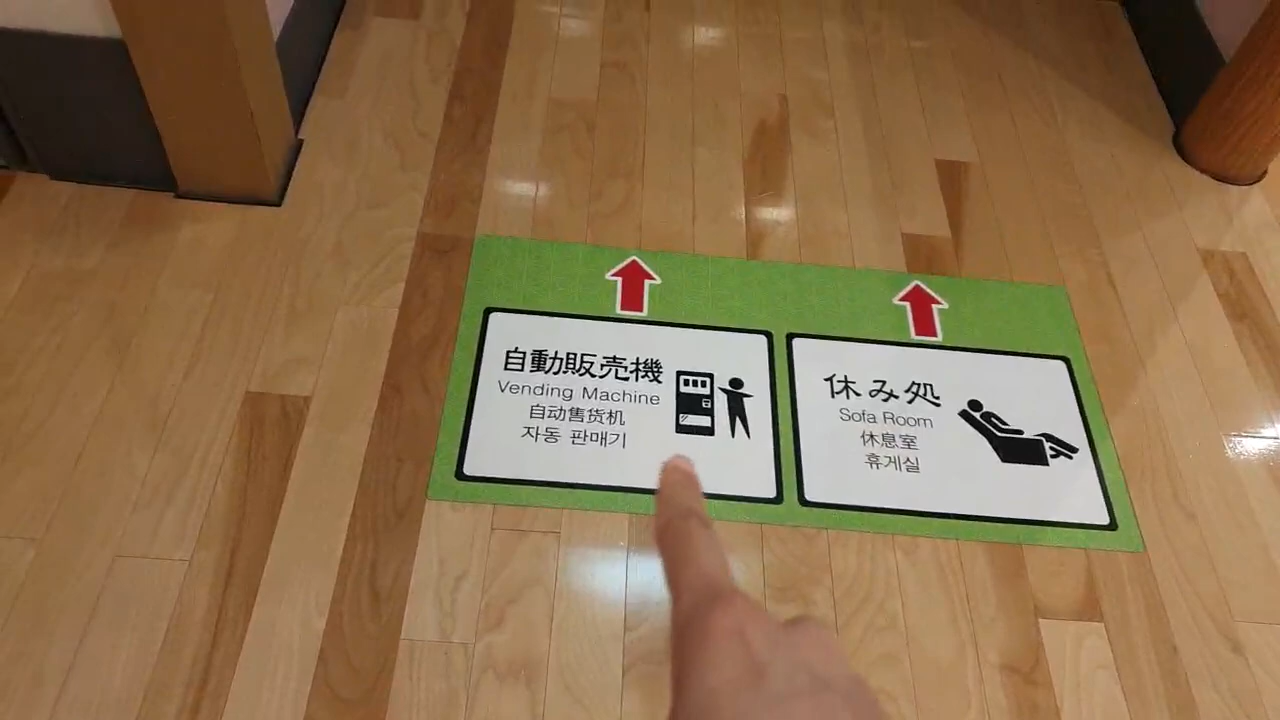 自動販売機
Vending Machine
自动售货机
자동 판매기
休み処
Sofa Room
休息室
휴게실